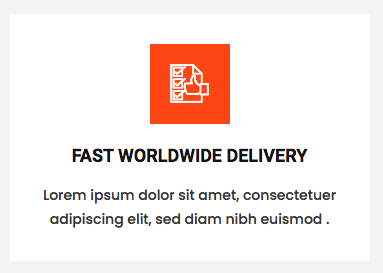 FAST WORLDWIDE DELIVERY
Lorem ipsum dolor sit amet, consectetuer
adipiscing elit, sed diam nibh euismod .